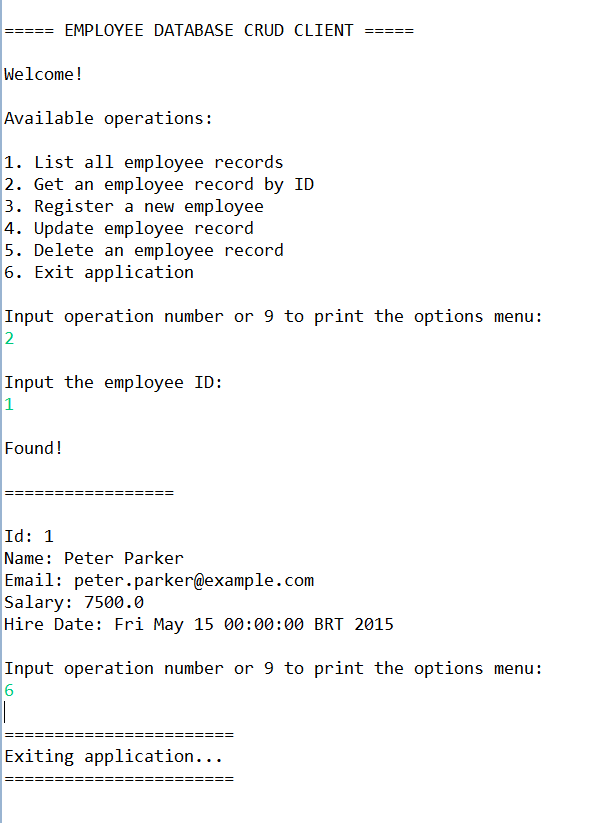 ===== EMPLOYEE DATABASE CRUD CLIENT =====
Welcome!
Available operations:
1. List all employee records
2. Get an employee record by ID
3. Register a new employee
4. Update employee record
5. Delete an employee record
6. Exit application
Input operation number or 9 to print the options menu:
2
Input the employee ID:
1
Found!
=================
Id: 1
Name: Peter Parker
Email: peter.parker@example.com
Salary: 7500.0
Hire Date: Fri May 15 00:00:00 BRT 2015
Input operation number or 9 to print the options menu:
6
=======================
Exiting application...
=======================